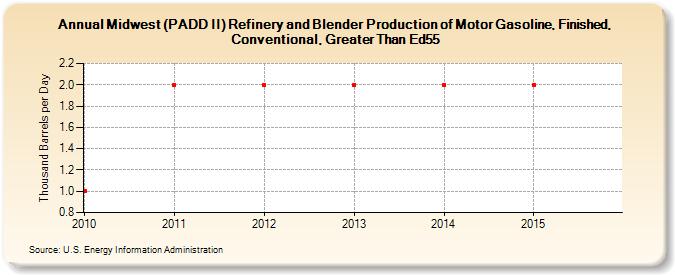 Annual Midwest (PADD II) Refinery and Blender Production of Motor Gasoline, Finished,
Conventional, Greater Than Ed55
Thousand Barrels per Day
2.2
2.0
1.8
1.6
1.4
1.2
1.0
0.8
2010 2011 2012 2013 2014 2015
Source: U.S. Energy Information Administration